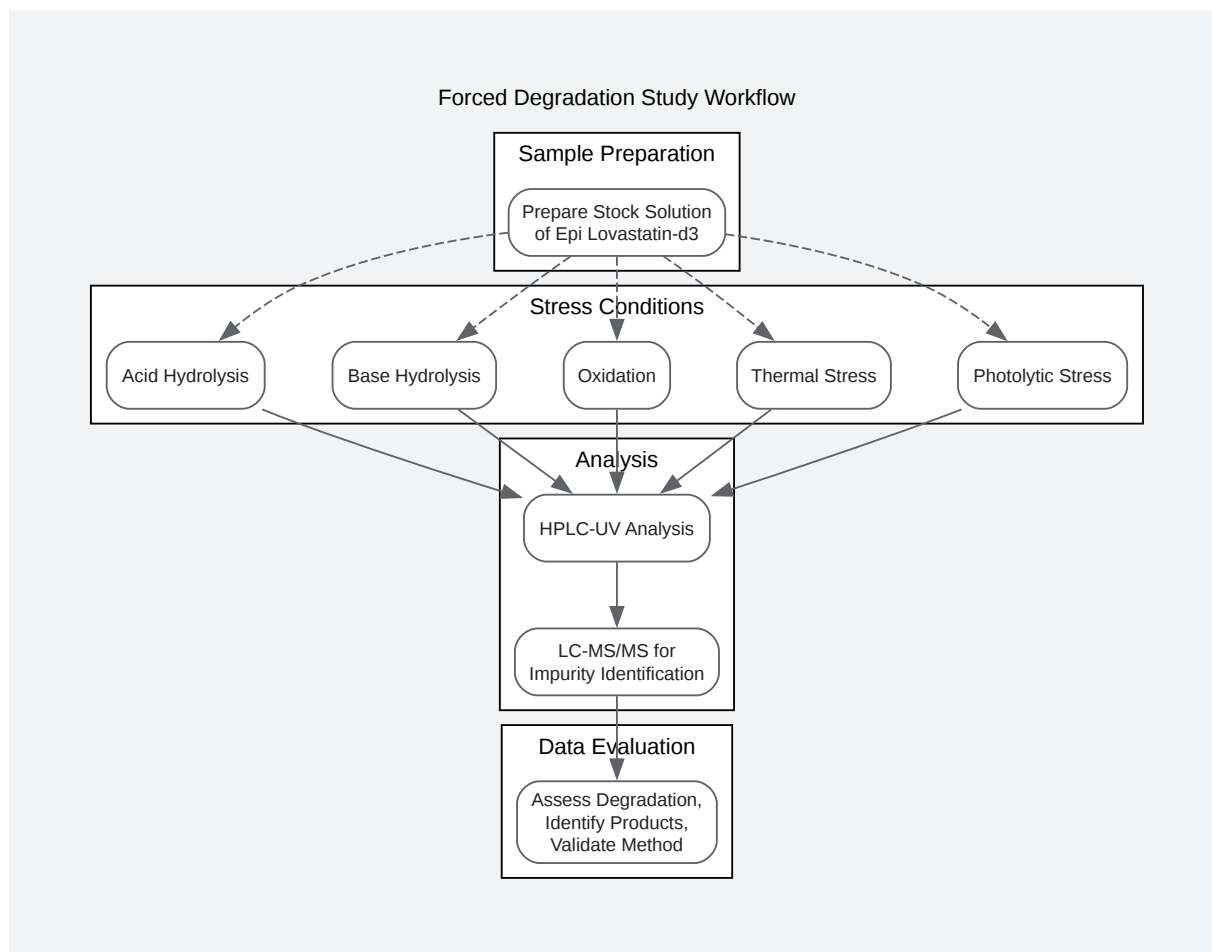 Forced Degradation Study Workflow
Sample Preparation
Prepare Stock Solution
of Epi Lovastatin-d3
Stress Conditions
Acid Hydrolysis
Base Hydrolysis
Oxidation
Thermal Stress
Photolytic Stress
Analysis
HPLC-UV Analysis
LC-MS/MS for
Impurity Identification
Data Evaluation
Assess Degradation,
Identify Products,
Validate Method